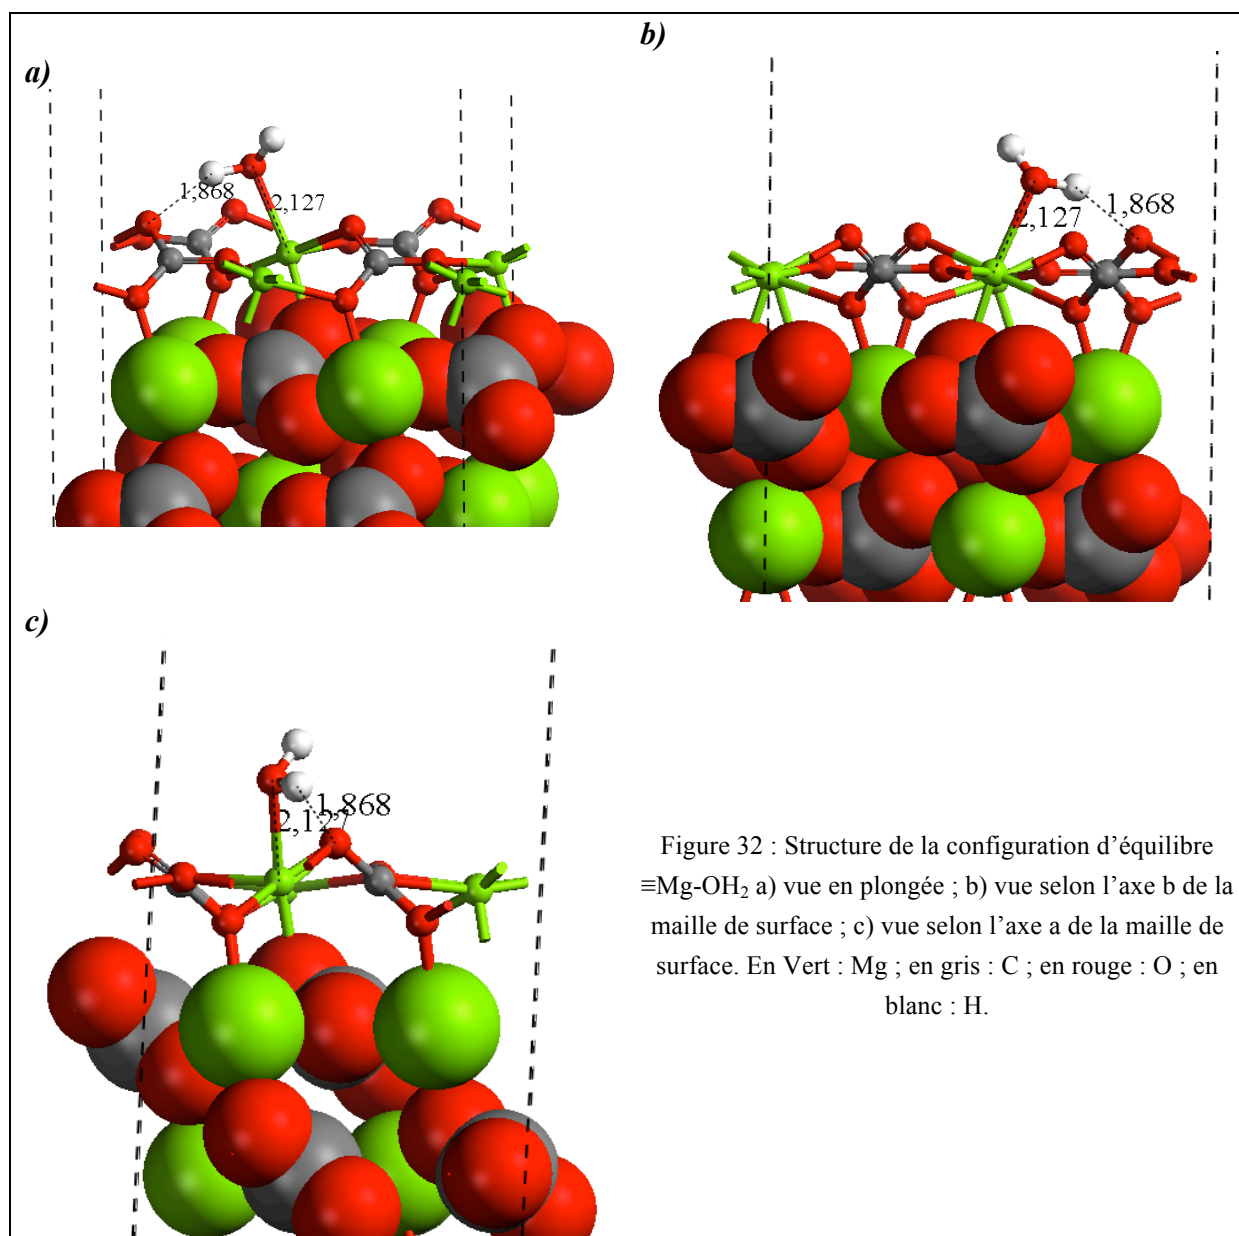 a)
1,868
2,127
b)
2,127
1,868
c)
1,868
2,127
Figure 32 : Structure de la configuration d’équilibre
≡Mg-OH₂ a) vue en plongée ; b) vue selon l’axe b de la
maille de surface ; c) vue selon l’axe a de la maille de
surface. En Vert : Mg ; en gris : C ; en rouge : O ; en
blanc : H.